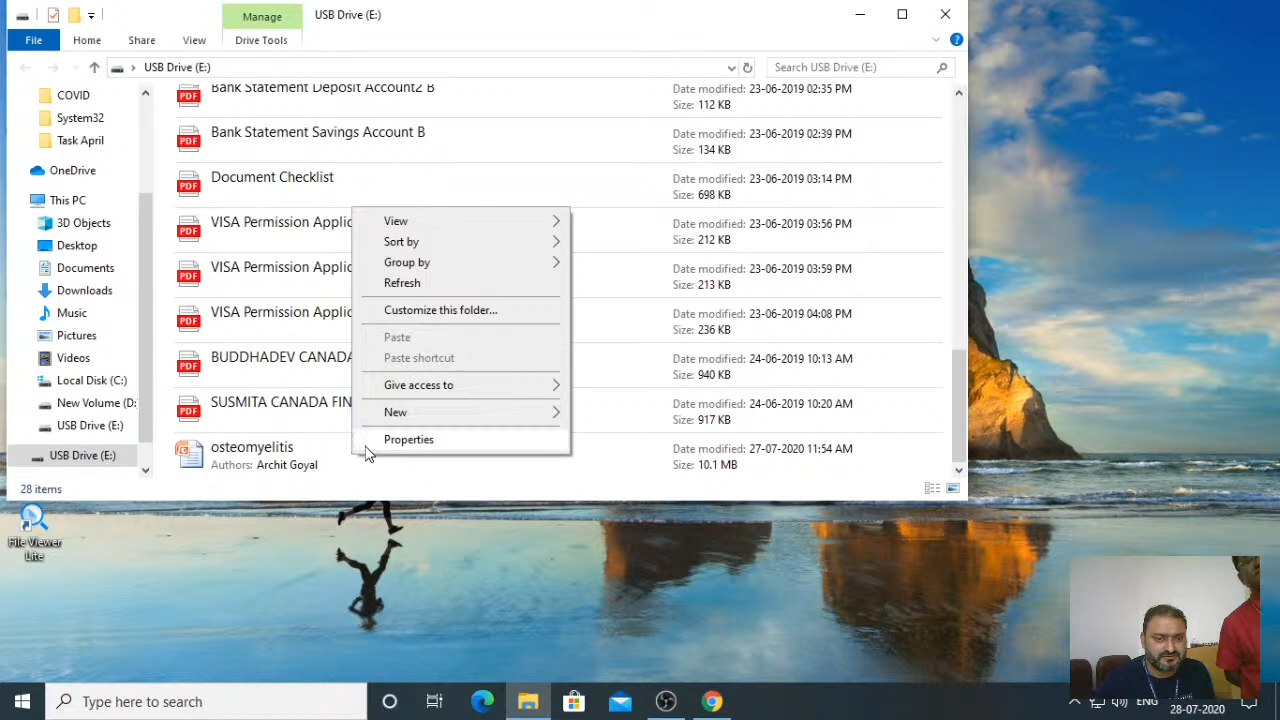 Manage
USB Drive (E:)
File
Home
Share
View
Drive Tools
USB Drive (E:)
Search USB Drive (E:)
COVID
System32
Task April
OneDrive
This PC
3D Objects
Desktop
Documents
Downloads
Music
Pictures
Videos
Local Disk (C:)
New Volume (D:
USB Drive (E:)
USB Drive (E:)
PDF
Bank Statement Deposit Account2 B
Date modified: 23-06-2019 02:35 PM
Size: 112 KB
PDF
Bank Statement Savings Account B
Date modified: 23-06-2019 02:39 PM
Size: 134 KB
PDF
Document Checklist
Date modified: 23-06-2019 03:14 PM
Size: 698 KB
PDF
VISA Permission Applic
Date modified: 23-06-2019 03:56 PM
Size: 212 KB
PDF
VISA Permission Applic
Date modified: 23-06-2019 03:59 PM
Size: 213 KB
PDF
VISA Permission Applic
Date modified: 23-06-2019 04:08 PM
Size: 236 KB
PDF
BUDDHADEV CANADA
Date modified: 24-06-2019 10:13 AM
Size: 940 KB
PDF
SUSMITA CANADA FIN
Date modified: 24-06-2019 10:20 AM
Size: 917 KB
osteomyelitis
Authors: Archit Goyal
Date modified: 27-07-2020 11:54 AM
Size: 10.1 MB
View
Sort by
Group by
Refresh
Customize this folder...
Paste
Paste shortcut
Give access to
New
Properties
28 items
File Viewer
Lite
Type here to search
ENG
28-07-2020